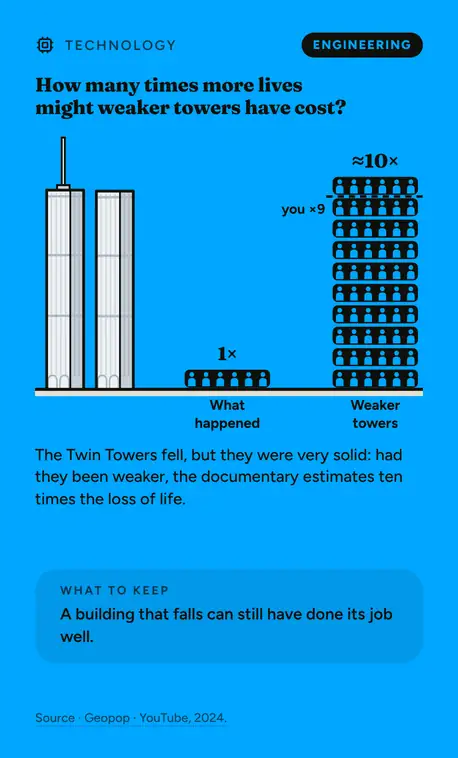 TECHNOLOGY
ENGINEERING
How many times more lives
might weaker towers have cost?
≈10×
you ×9
1×
What
happened
Weaker
towers
The Twin Towers fell, but they were very solid: had
they been weaker, the documentary estimates ten
times the loss of life.
WHAT TO KEEP
A building that falls can still have done its job
well.
Source · Geopop · YouTube, 2024.